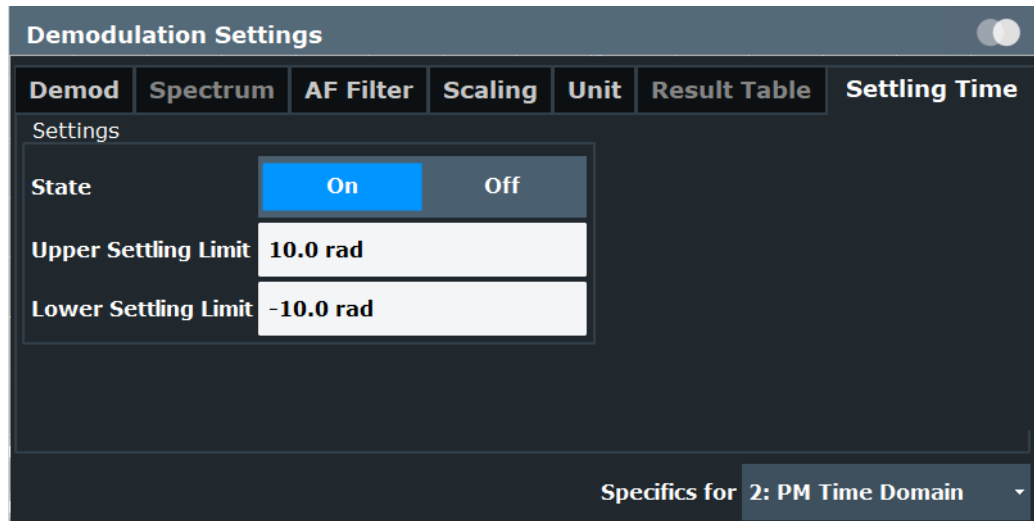 Demodulation Settings
Demod Spectrum AF Filter Scaling Unit Result Table Settling Time
Settings
State On Off
Upper Settling Limit 10.0 rad
Lower Settling Limit -10.0 rad
Specifics for 2: PM Time Domain